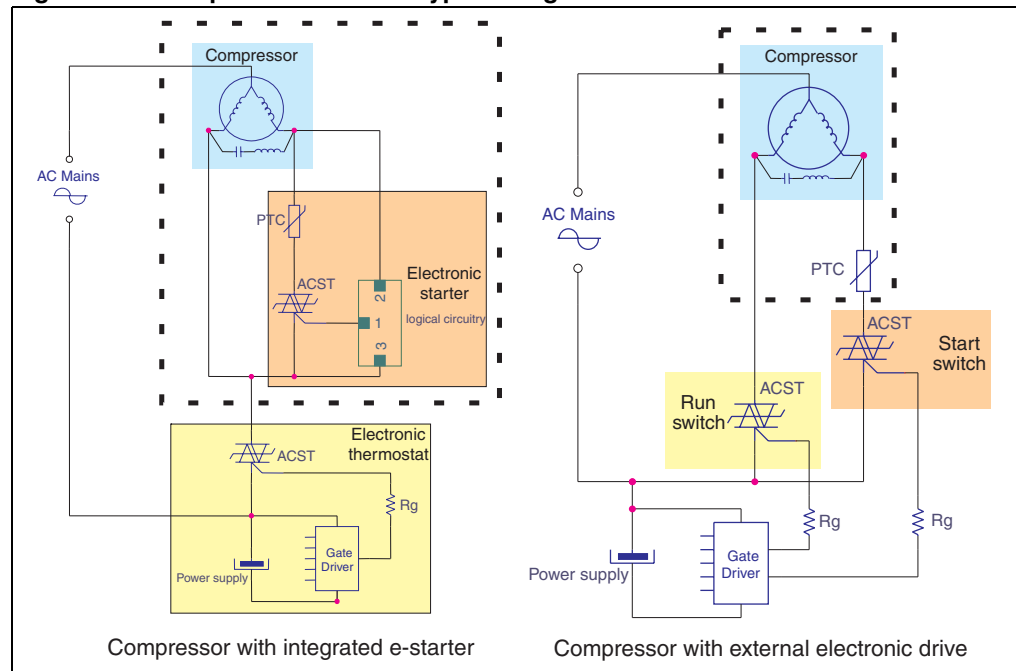 Compressor
AC Mains
PTC
ACST
Electronic
starter
logical circuitry
2
1
3
Electronic
thermostat
ACST
Rg
Gate
Driver
Power supply
Compressor with integrated e-starter
Compressor
AC Mains
PTC
ACST
Start
switch
ACST
Run
switch
Rg
Rg
Gate
Driver
Power supply
Compressor with external electronic drive